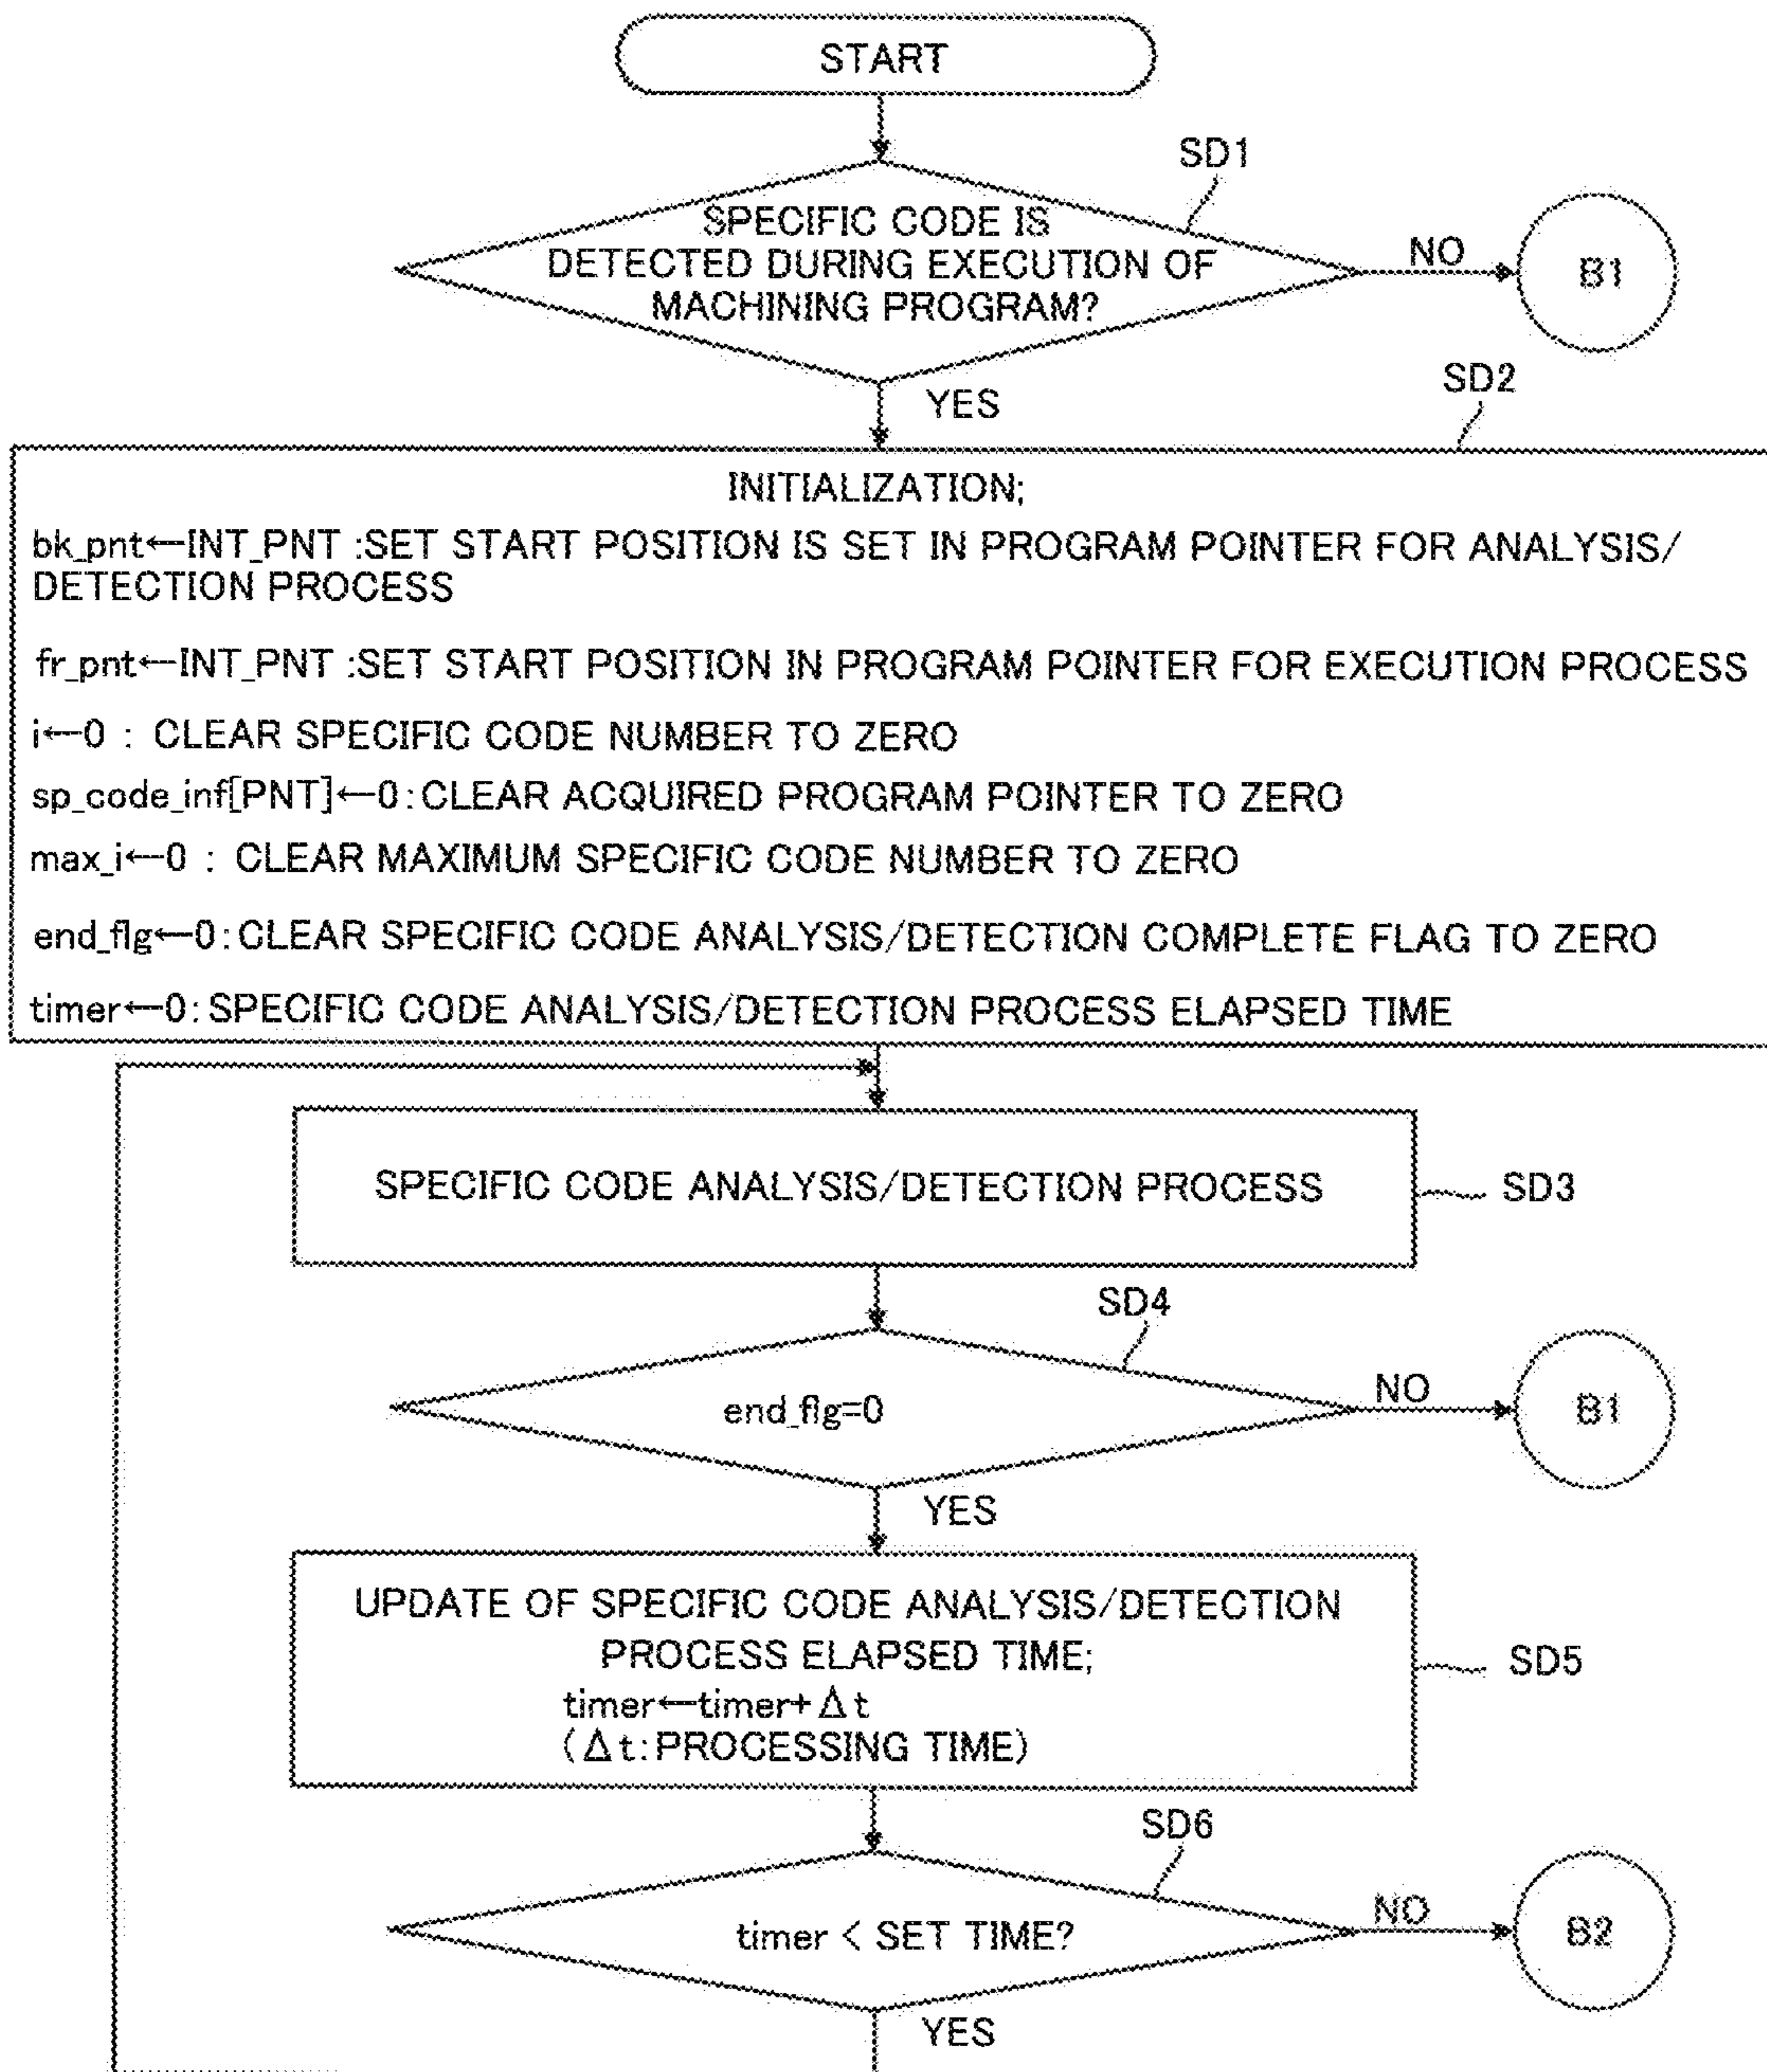 START
SD1
SPECIFIC CODE IS
DETECTED DURING EXECUTION OF
MACHINING PROGRAM?
NO
B1
YES
SD2
INITIALIZATION;
bk_pnt←INT_PNT :SET START POSITION IS SET IN PROGRAM POINTER FOR ANALYSIS/
DETECTION PROCESS
fr_pnt←INT_PNT :SET START POSITION IN PROGRAM POINTER FOR EXECUTION PROCESS
i←0 : CLEAR SPECIFIC CODE NUMBER TO ZERO
sp_code_inf[PNT]←0:CLEAR ACQUIRED PROGRAM POINTER TO ZERO
max_i←0 : CLEAR MAXIMUM SPECIFIC CODE NUMBER TO ZERO
end_flg←0:CLEAR SPECIFIC CODE ANALYSIS/DETECTION COMPLETE FLAG TO ZERO
timer←0:SPECIFIC CODE ANALYSIS/DETECTION PROCESS ELAPSED TIME
SPECIFIC CODE ANALYSIS/DETECTION PROCESS
SD3
SD4
end_flg=0
NO
B1
YES
UPDATE OF SPECIFIC CODE ANALYSIS/DETECTION
PROCESS ELAPSED TIME;
timer←timer+Δt
(Δt:PROCESSING TIME)
SD5
SD6
timer < SET TIME?
NO
B2
YES